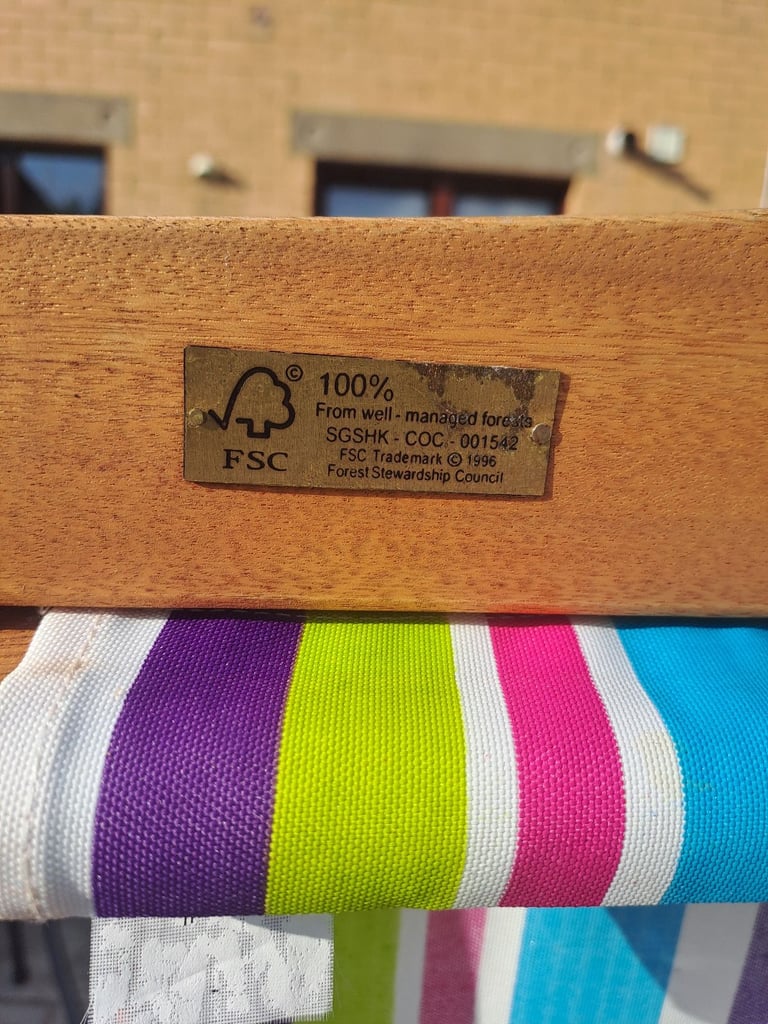 ©
100%
From well - managed forests
SGSHK - COC - 001542
FSC Trademark © 1996
Forest Stewardship Council
FSC